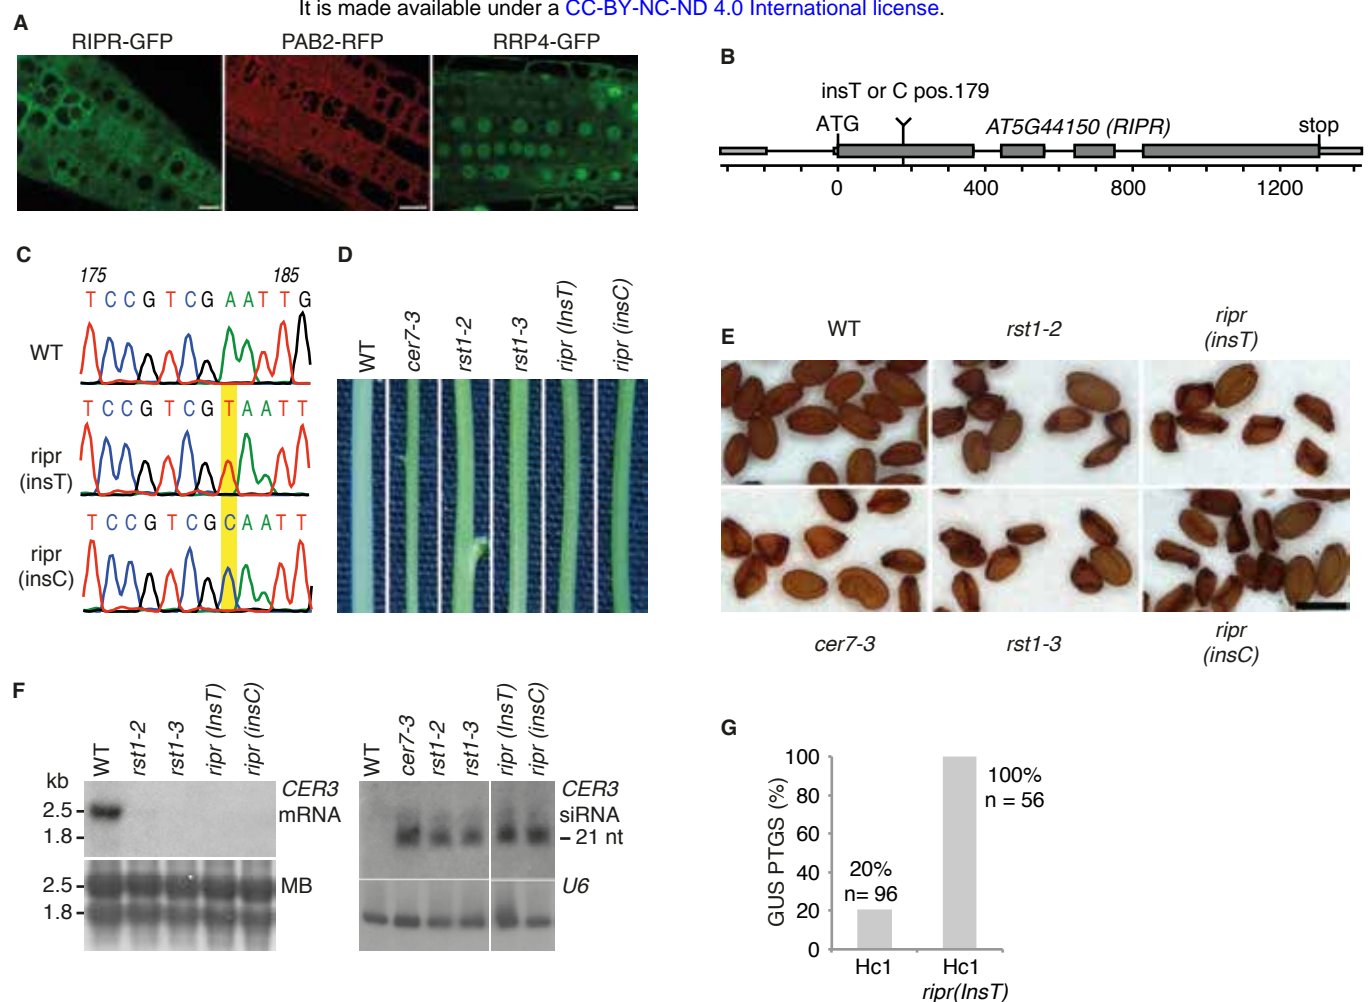 It is made available under a CC-BY-NC-ND 4.0 International license.
A
RIPR-GFP PAB2-RFP RRP4-GFP
B
insT or C pos.179
ATG AT5G44150 (RIPR) stop
0 400 800 1200
C
175 185
T C C G T C G A A T T G
WT
T C C G T C G T A A T T
ripr
(insT)
T C C G T C G C A A T T
ripr
(insC)
D
WT cer7-3 rst1-2 rst1-3 ripr (InsT) ripr (insC)
E
WT rst1-2 ripr
(insT)
cer7-3 rst1-3 ripr
(insC)
F
WT rst1-2 rst1-3 ripr (InsT) ripr (insC)
kb
2.5
1.8
CER3
mRNA
2.5
1.8
MB
WT cer7-3 rst1-2 rst1-3 ripr (InsT) ripr (insC)
CER3
siRNA
– 21 nt
U6
G
GUS PTGS (%)
100
80
60
40
20
0
20%
n= 96
100%
n = 56
Hc1 Hc1
ripr(InsT)